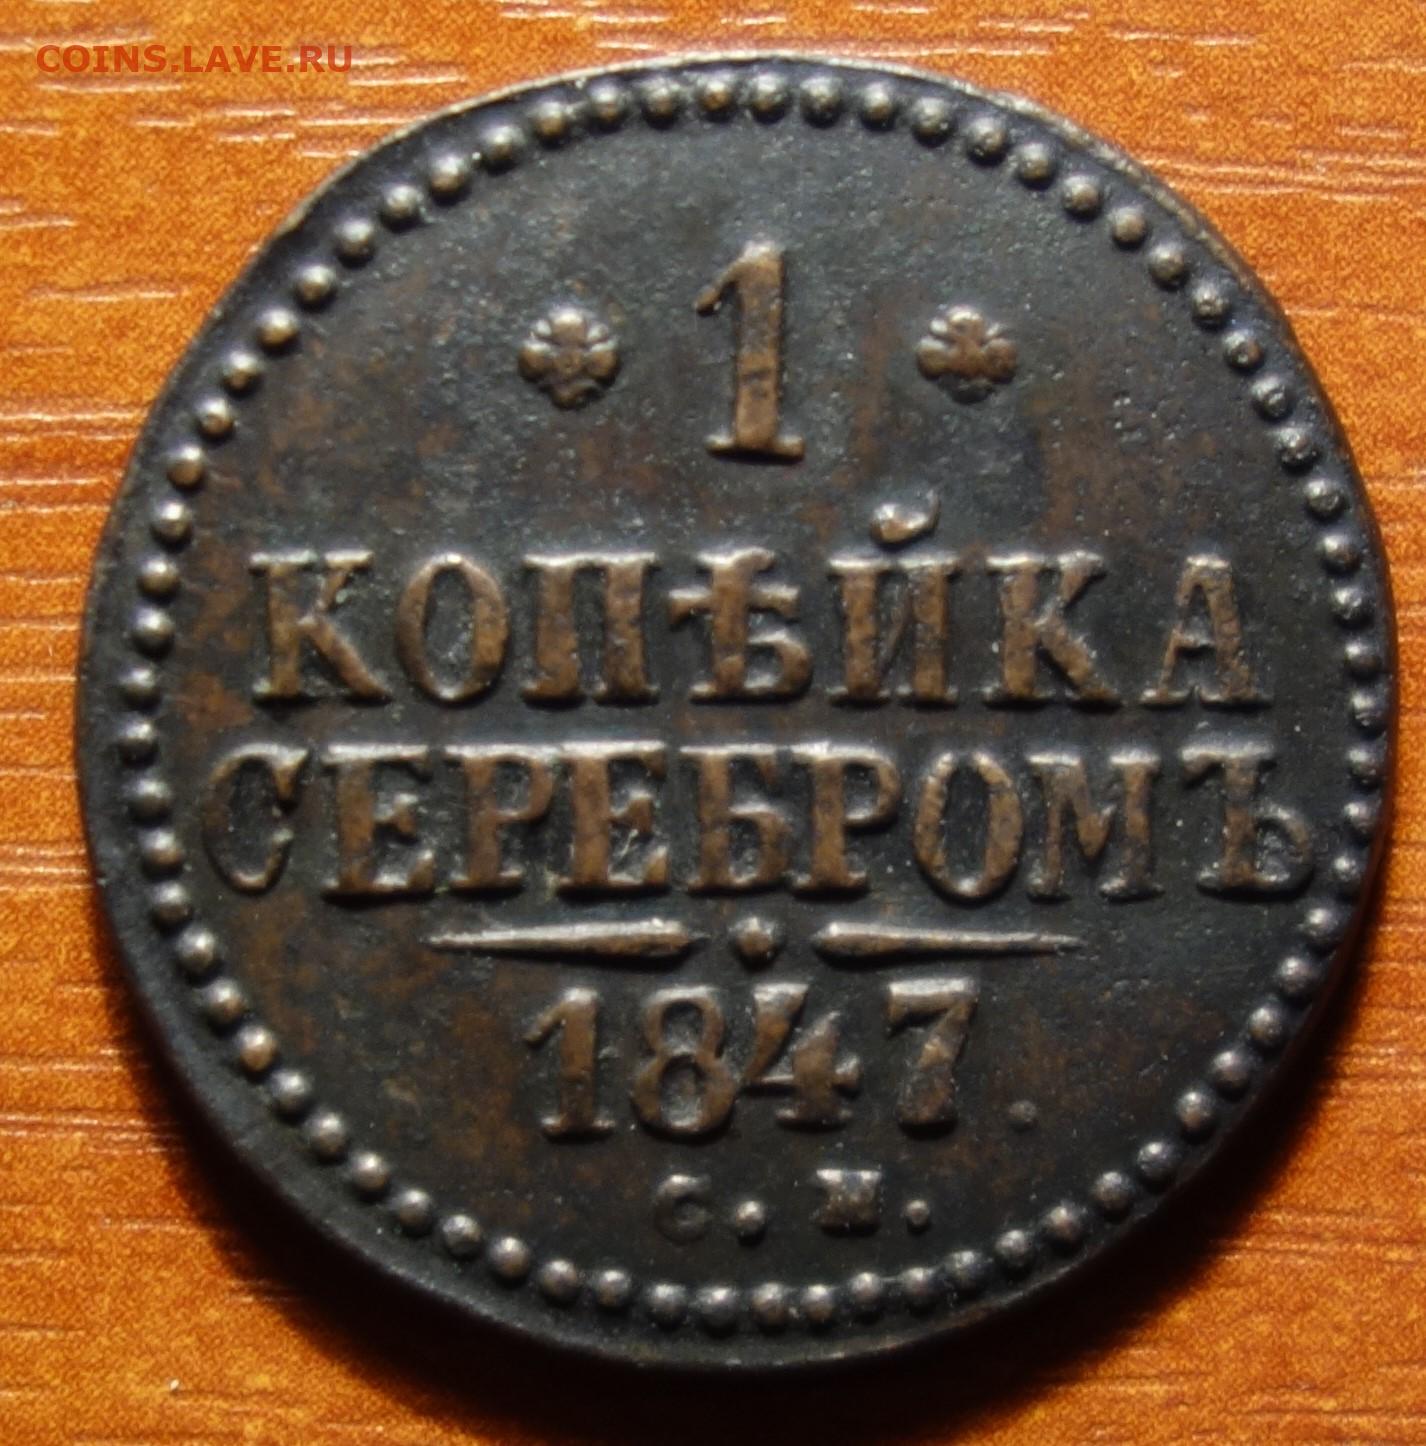 COINS.LAVE.RU
1
КОПѢЙКА
СЕРЕБРОМЪ
1847.
С. М.